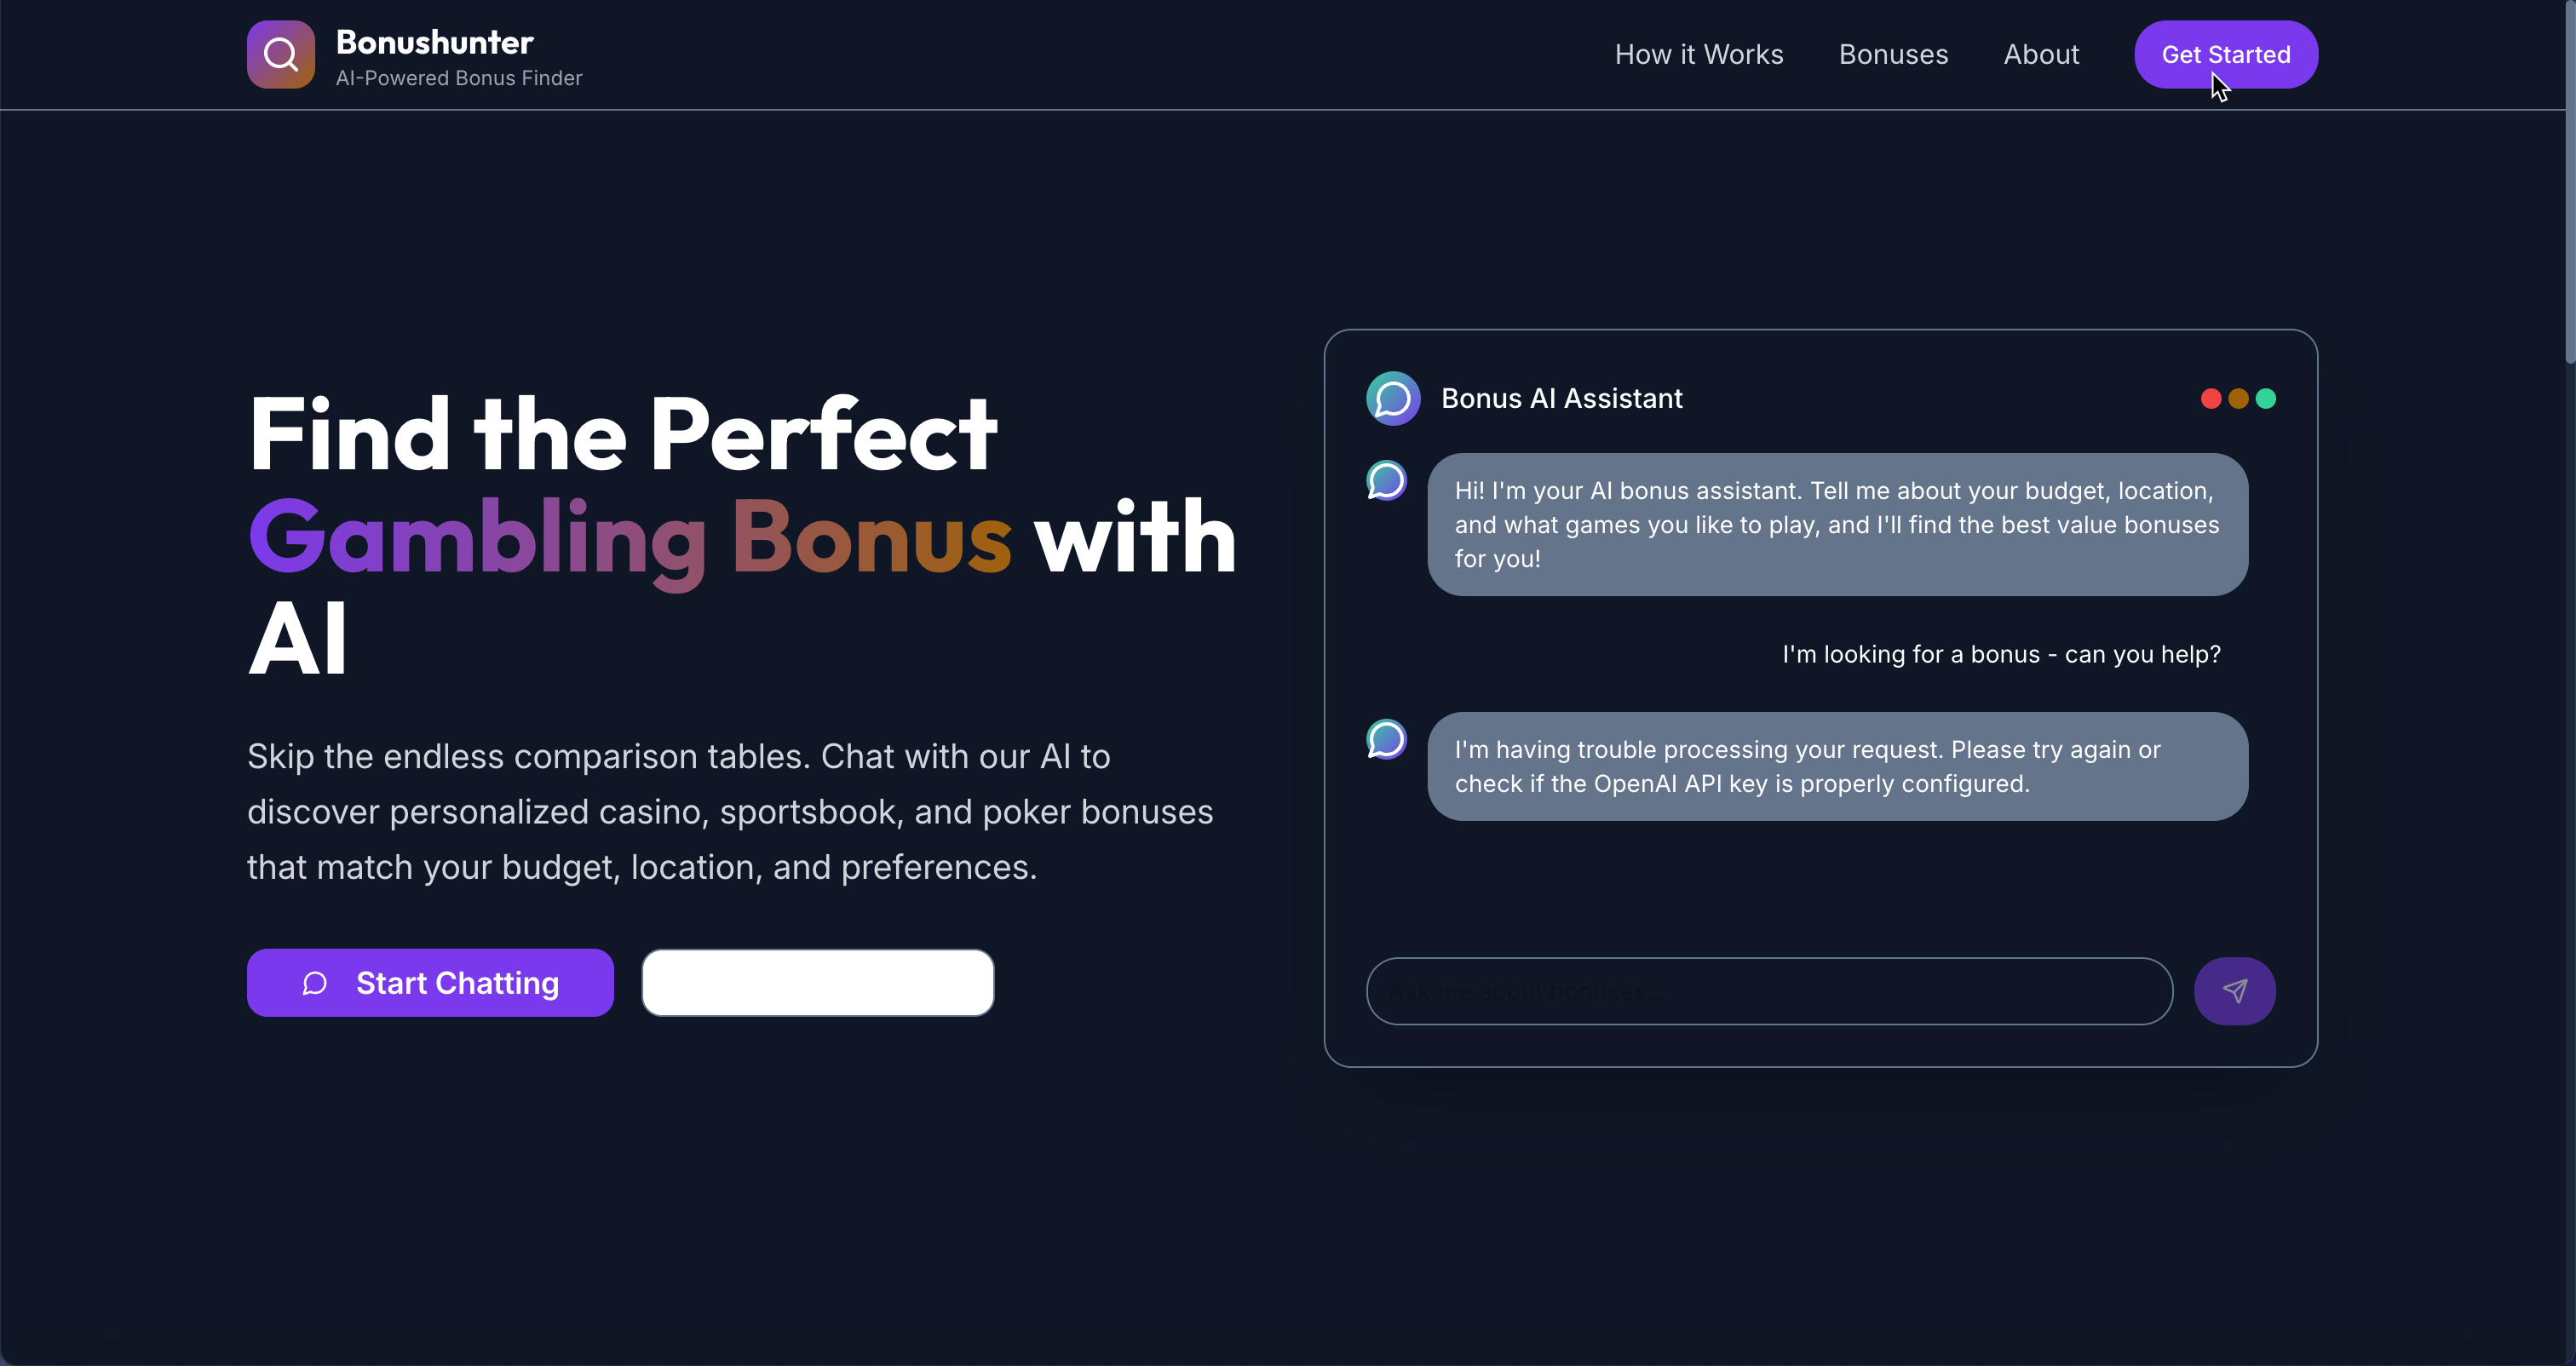 Bonushunter
AI-Powered Bonus Finder
How it Works
Bonuses
About
Get Started
Find the Perfect
Gambling Bonus with
AI
Skip the endless comparison tables. Chat with our AI to
discover personalized casino, sportsbook, and poker bonuses
that match your budget, location, and preferences.
Start Chatting
Bonus AI Assistant
Hi! I'm your AI bonus assistant. Tell me about your budget, location,
and what games you like to play, and I'll find the best value bonuses
for you!
I'm looking for a bonus - can you help?
I'm having trouble processing your request. Please try again or
check if the OpenAI API key is properly configured.
Ask me about bonuses...